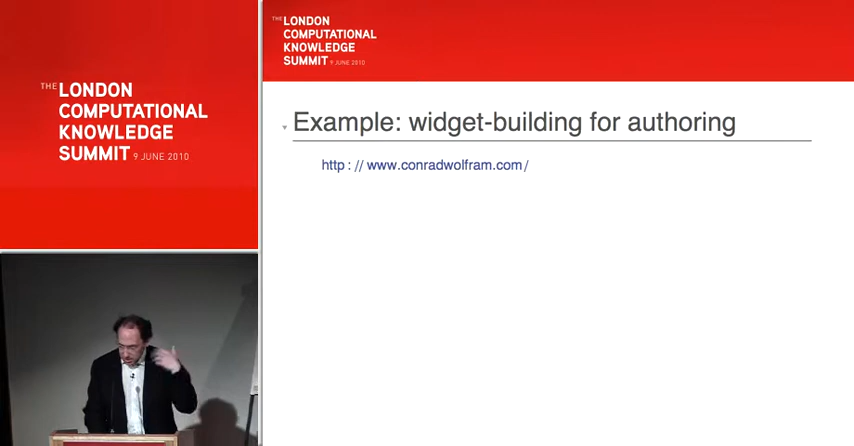 THE LONDON
COMPUTATIONAL
KNOWLEDGE
SUMMIT 9 JUNE 2010
THE LONDON
COMPUTATIONAL
KNOWLEDGE
SUMMIT 9 JUNE 2010
Example: widget-building for authoring
http : // www.conradwolfram.com /